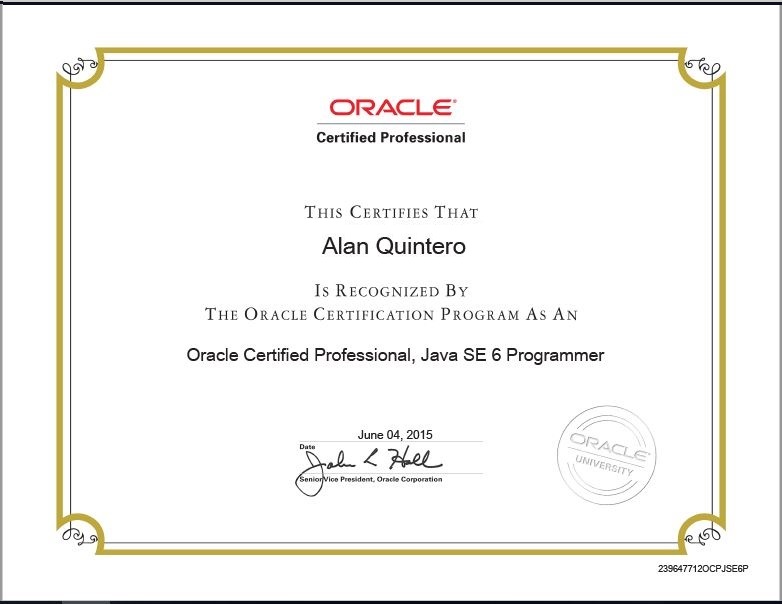 ORACLE®
Certified Professional
THIS CERTIFIES THAT
Alan Quintero
IS RECOGNIZED BY
THE ORACLE CERTIFICATION PROGRAM AS AN
Oracle Certified Professional, Java SE 6 Programmer
June 04, 2015
Date
John L Hall
Senior Vice President, Oracle Corporation
ORACLE
UNIVERSITY
239647712OCPJSE6P